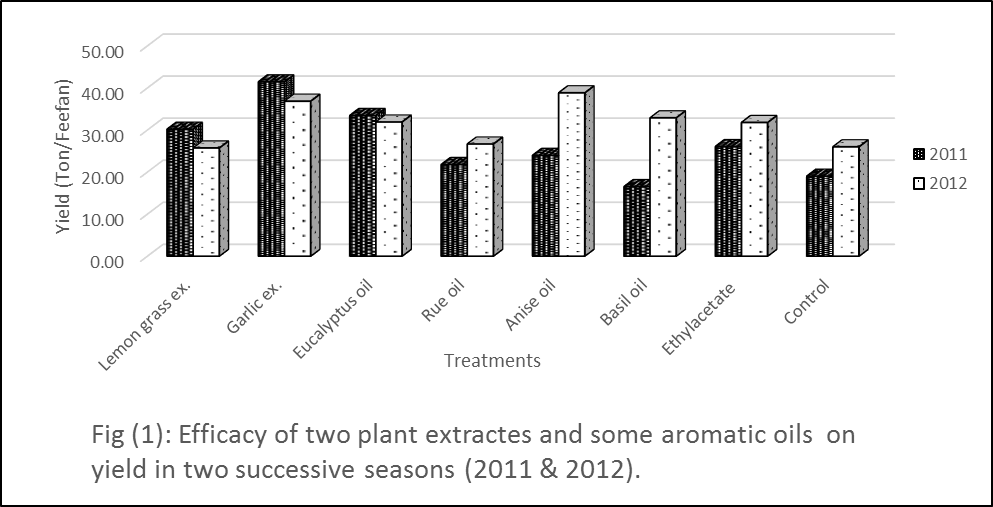 50.00
40.00
30.00
20.00
10.00
0.00
Yield (Ton/Feefan)
Lemon grass ex.
Garlic ex.
Eucalyptus oil
Rue oil
Anise oil
Basil oil
Ethylacetate
Control
Treatments
2011
2012
Fig (1): Efficacy of two plant extractes and some aromatic oils on
yield in two successive seasons (2011 & 2012).